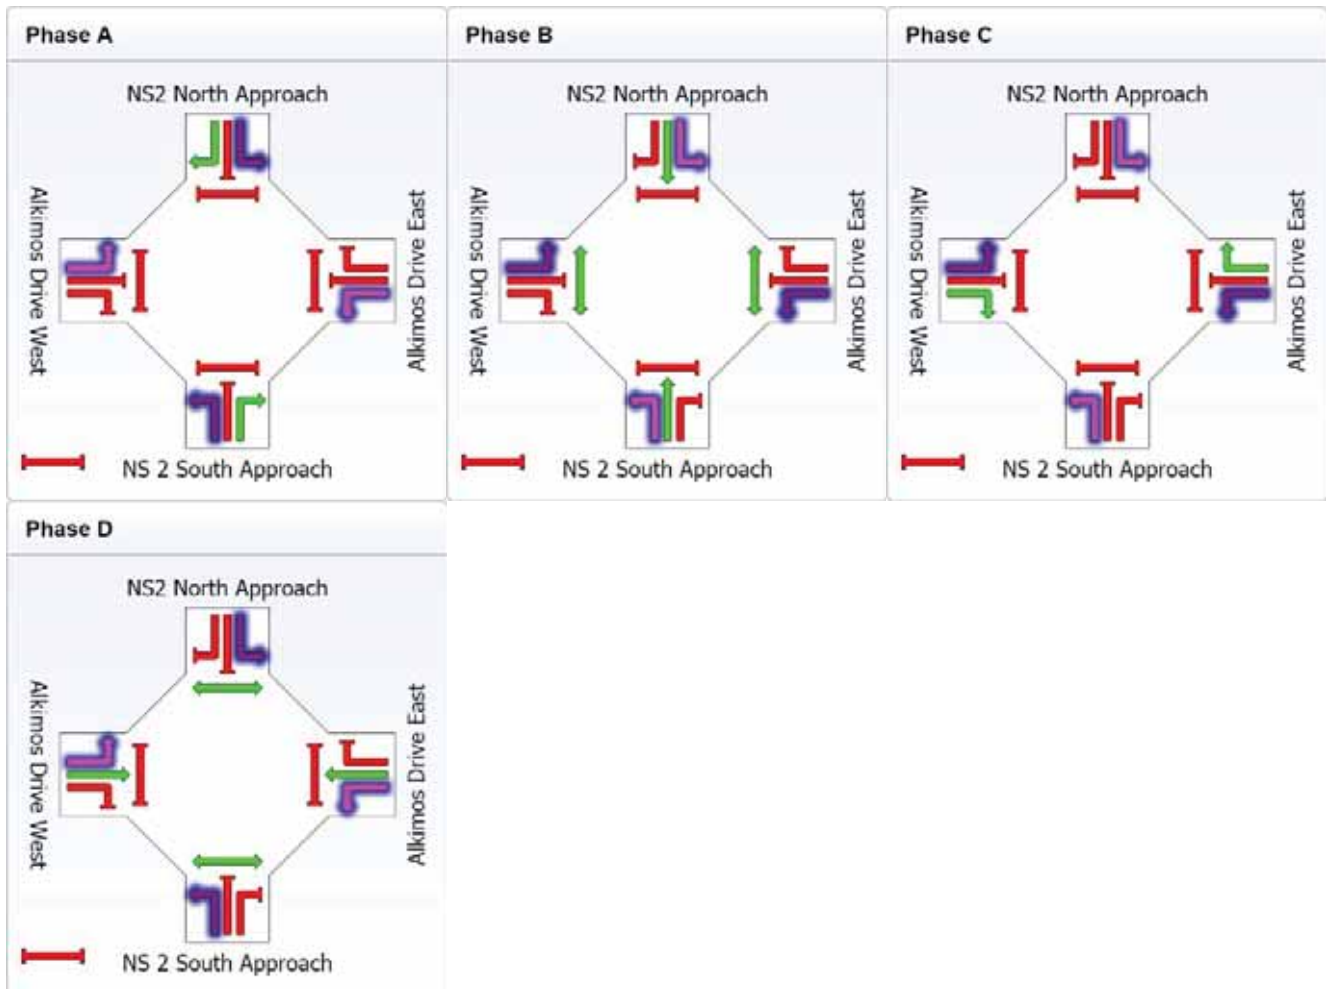 Phase A
NS2 North Approach
Alkimos Drive West
Alkimos Drive East
NS 2 South Approach
Phase B
NS2 North Approach
Alkimos Drive West
Alkimos Drive East
NS 2 South Approach
Phase C
NS2 North Approach
Alkimos Drive West
Alkimos Drive East
NS 2 South Approach
Phase D
NS2 North Approach
Alkimos Drive West
Alkimos Drive East
NS 2 South Approach